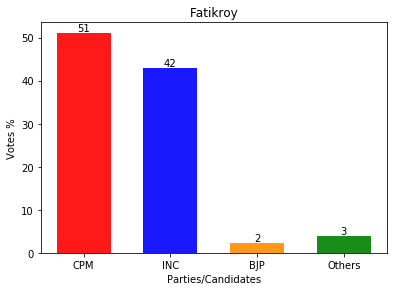 Fatikroy
Votes %
50
40
30
20
10
0
51
42
2
3
CPM INC BJP Others
Parties/Candidates